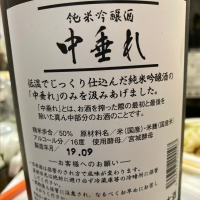 純米吟醸酒
中垂れ
低温でじっくり仕込んだ純米吟醸酒の
「中垂れ」のみを汲みあげました。
「中垂れ」とは、お酒を搾った際の最初と最後を
除いた真ん中部分のお酒のことです。
精米歩合/50% 原材料名/米(国産)・米麹(国産米)
アルコール分/16度 使用酵母/宮城酵母
製造年月/ 19.09
お客様へのお願い